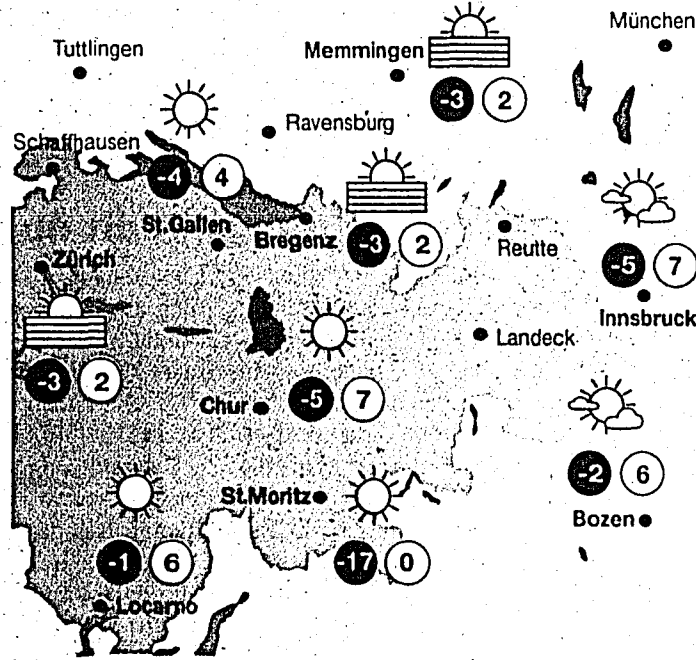 München
Tuttlingen
Memmingen
-3 2
Ravensburg
Schaffhausen
-4 4
St.Gallen
Bregenz
-3 2
Reutte
-5 7
Innsbruck
Zürich
-3 2
Landeck
Chur
-5 7
-2 6
Bozen
St.Moritz
-17 0
-1 6
Locarno